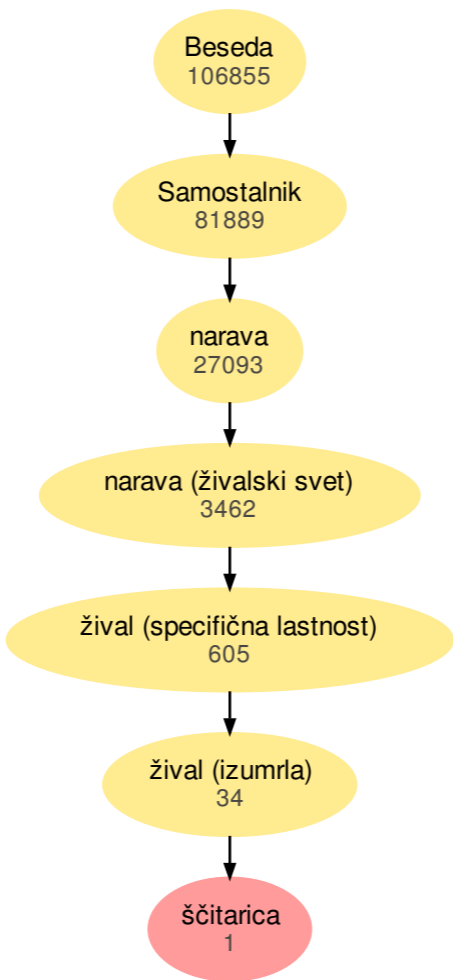 Beseda
106855
Samostalnik
81889
narava
27093
narava (živalski svet)
3462
žival (specifična lastnost)
605
žival (izumrla)
34
ščitarica
1